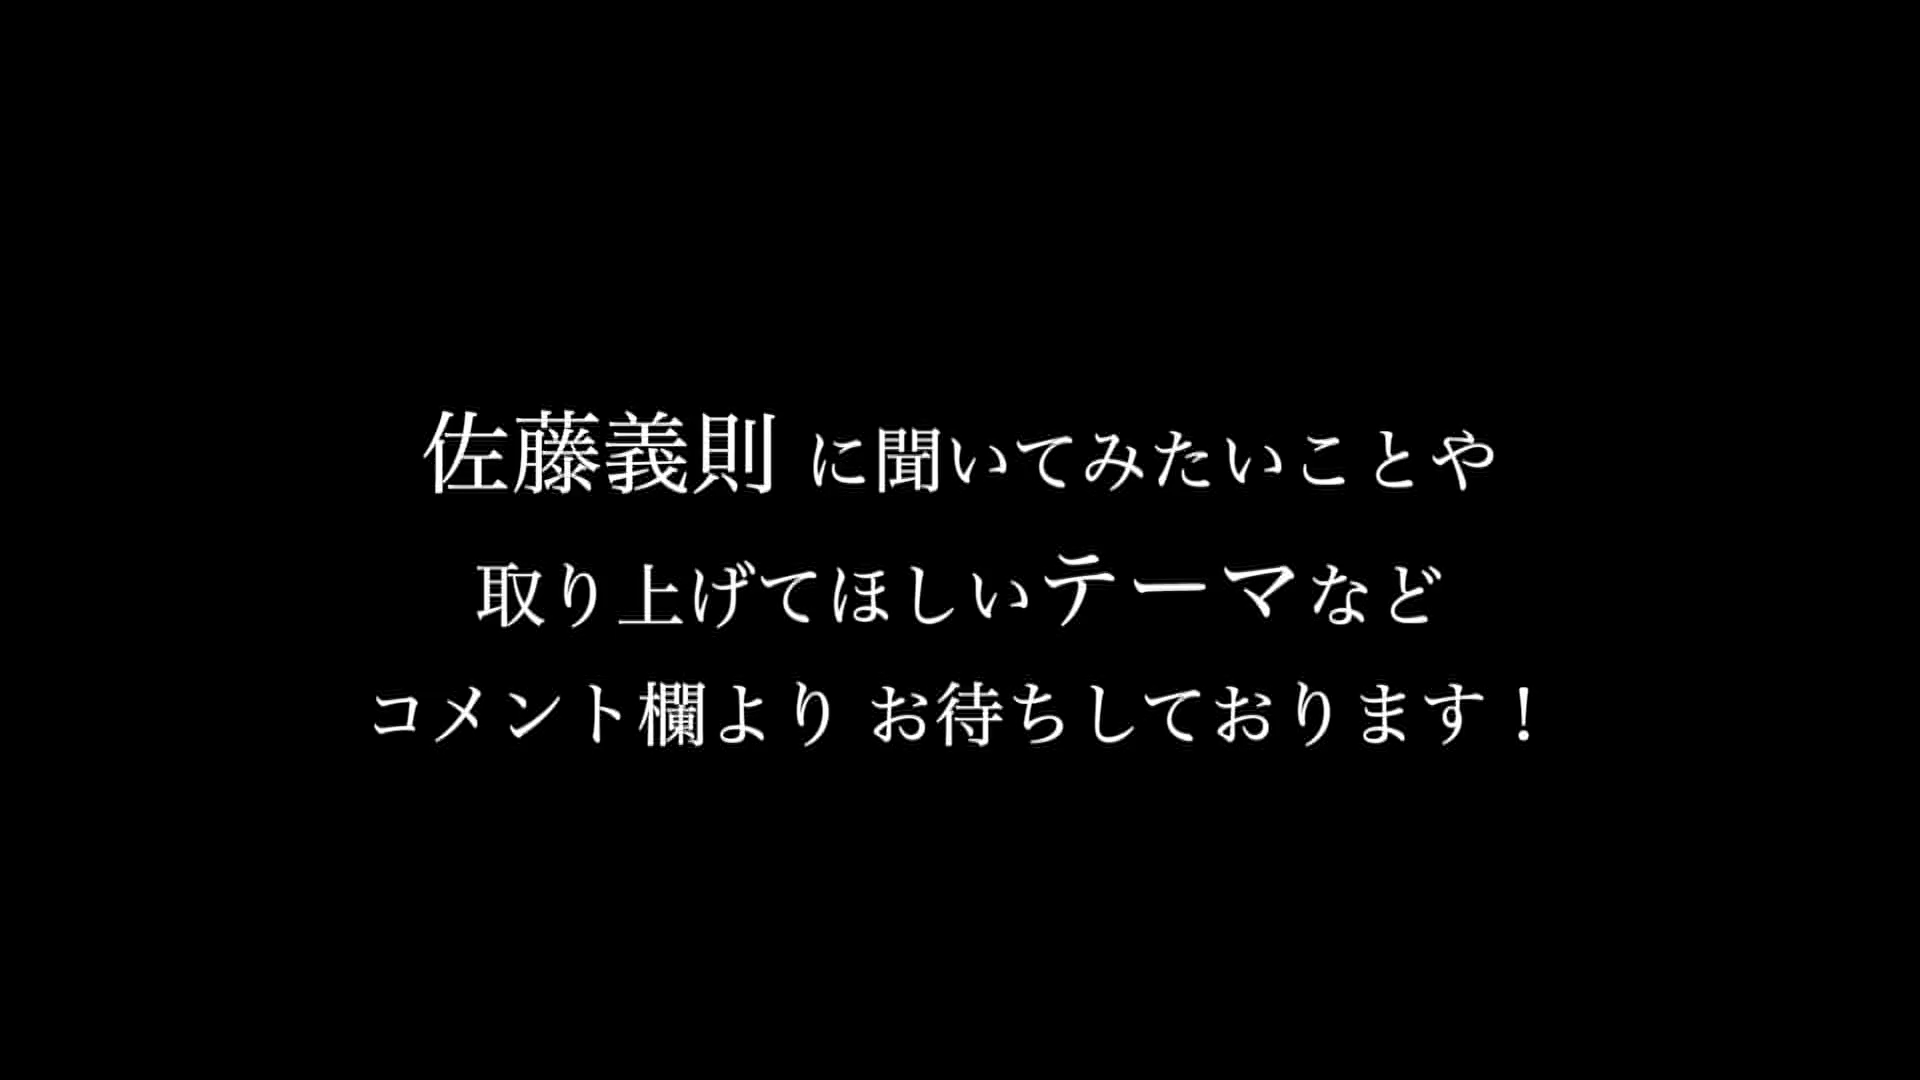 佐藤義則 に聞いてみたいことや
取り上げてほしいテーマなど
コメント欄より お待ちしております！